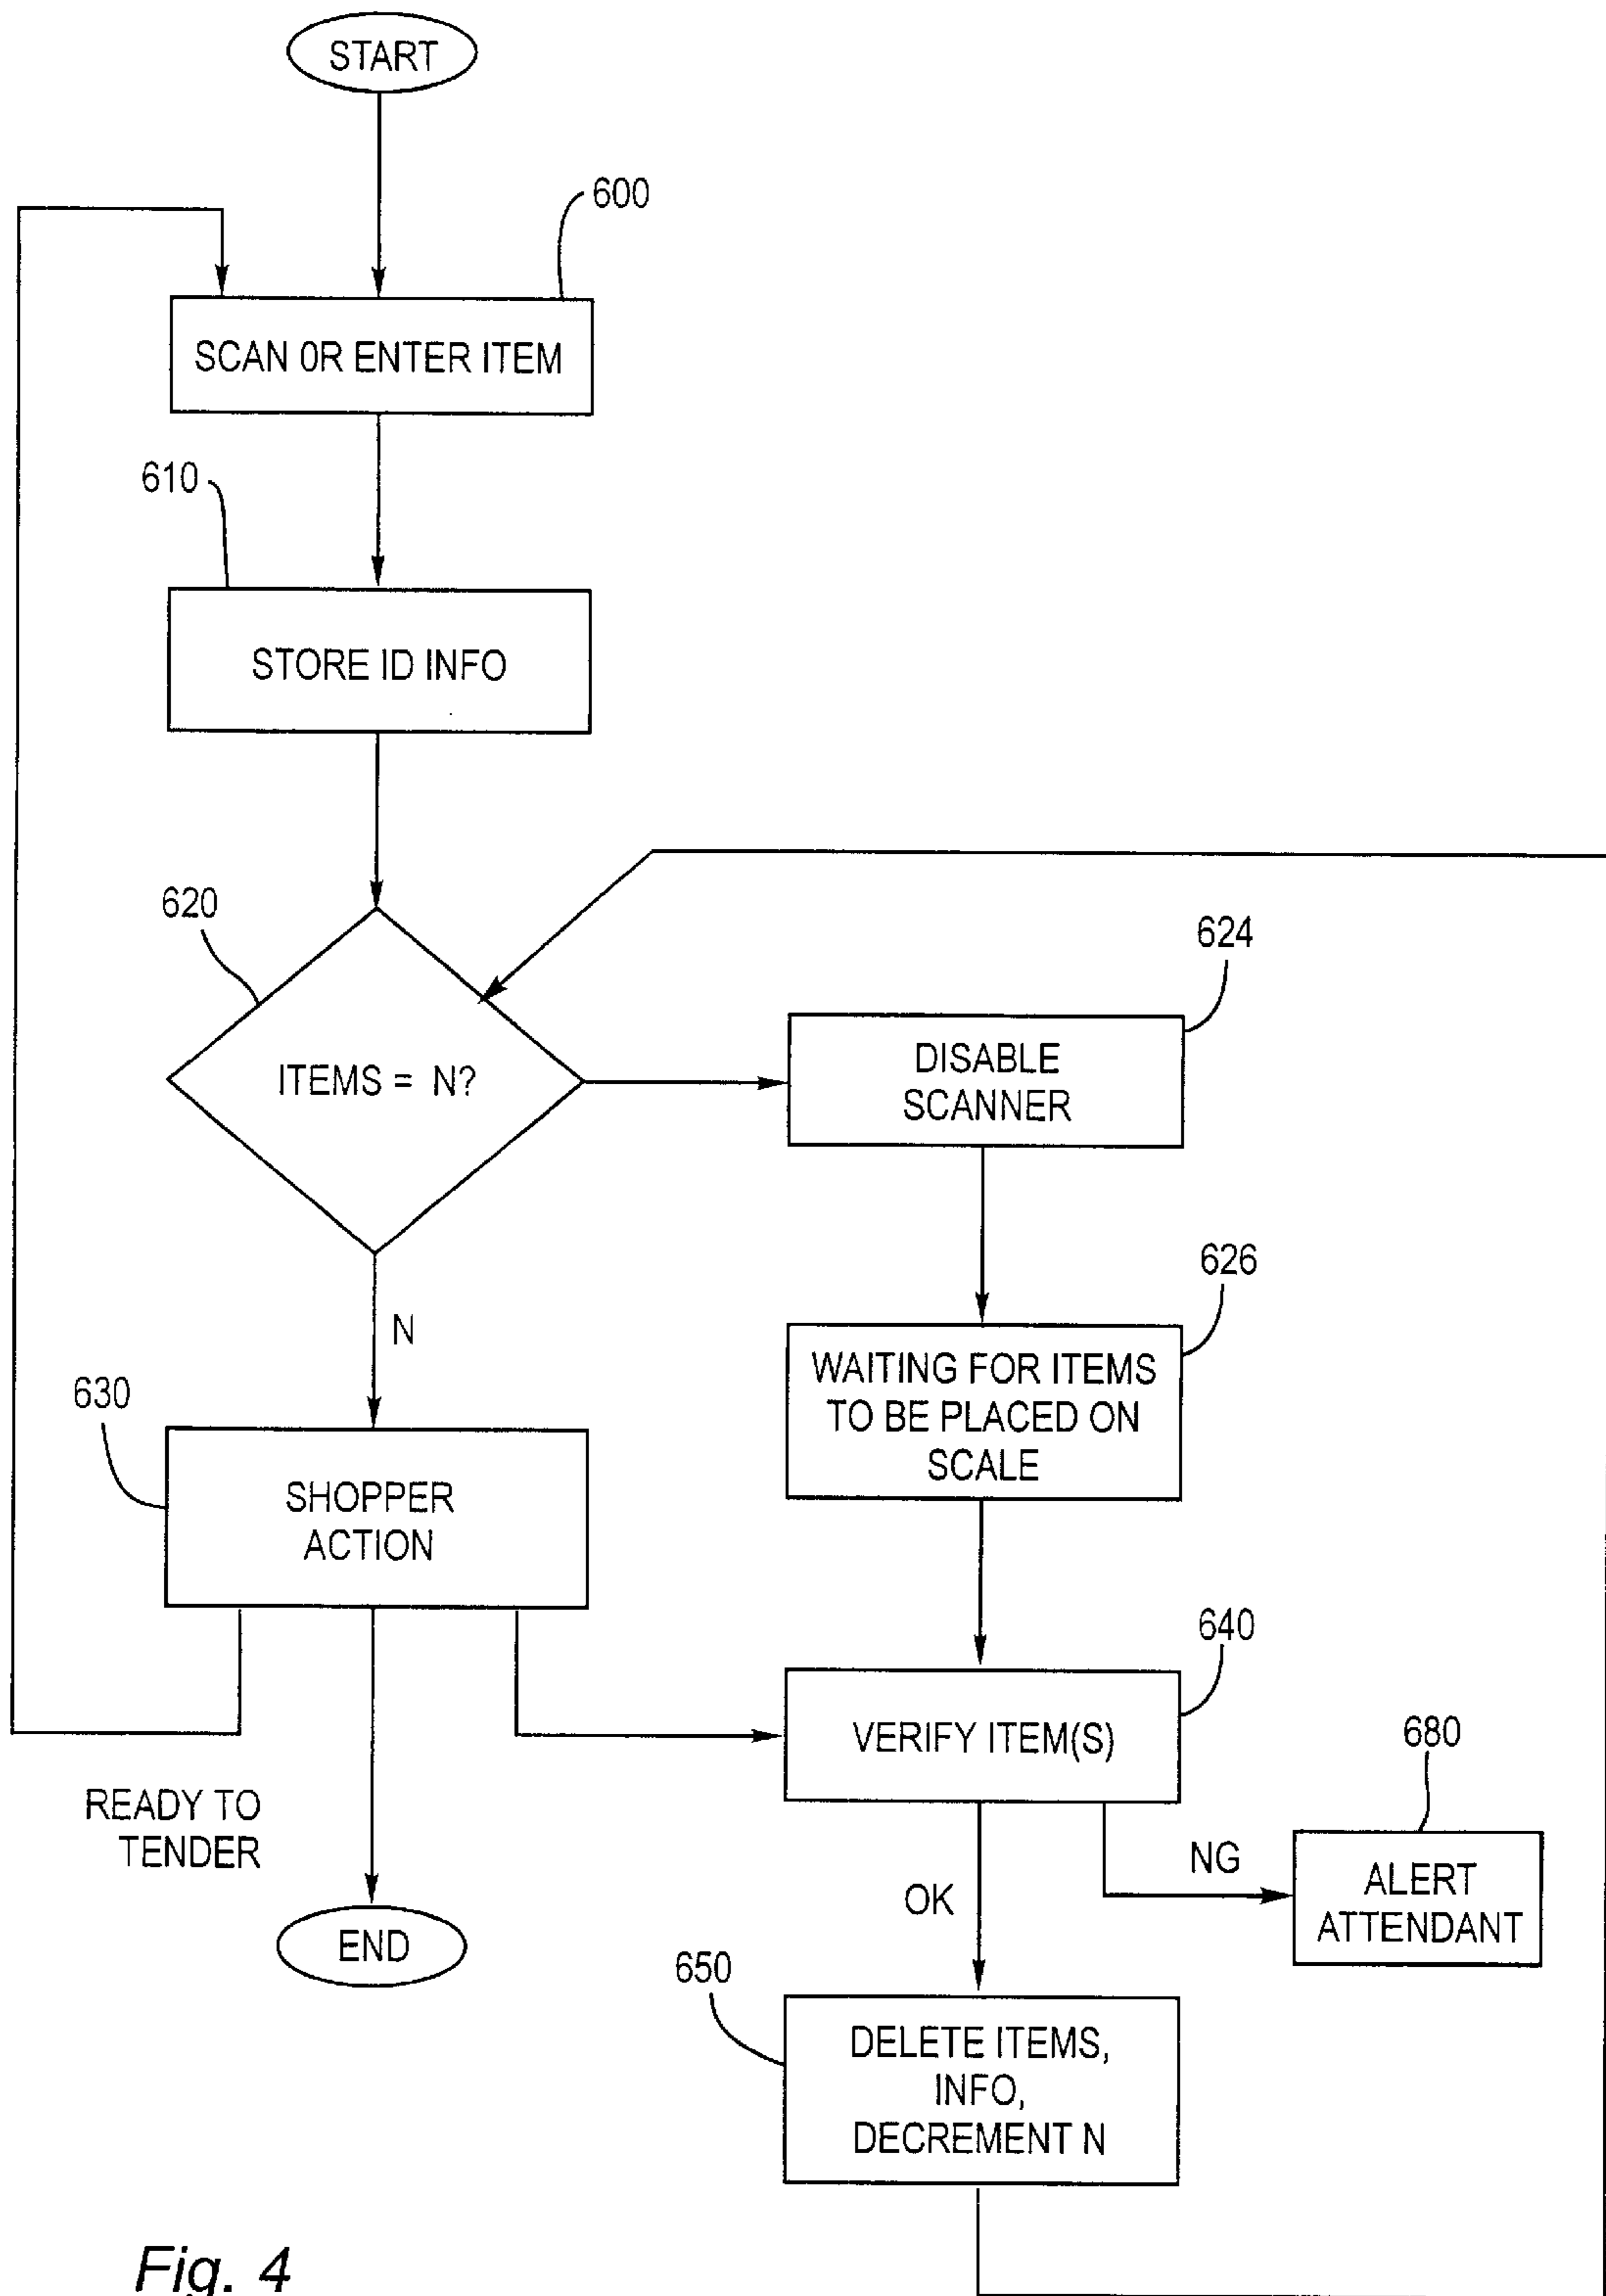 START
600
SCAN OR ENTER ITEM
610
STORE ID INFO
620
ITEMS = N?
624
DISABLE
SCANNER
626
WAITING FOR ITEMS
TO BE PLACED ON
SCALE
N
630
SHOPPER
ACTION
640
VERIFY ITEM(S)
680
ALERT
ATTENDANT
NG
OK
READY TO
TENDER
END
650
DELETE ITEMS,
INFO,
DECREMENT N
Fig. 4